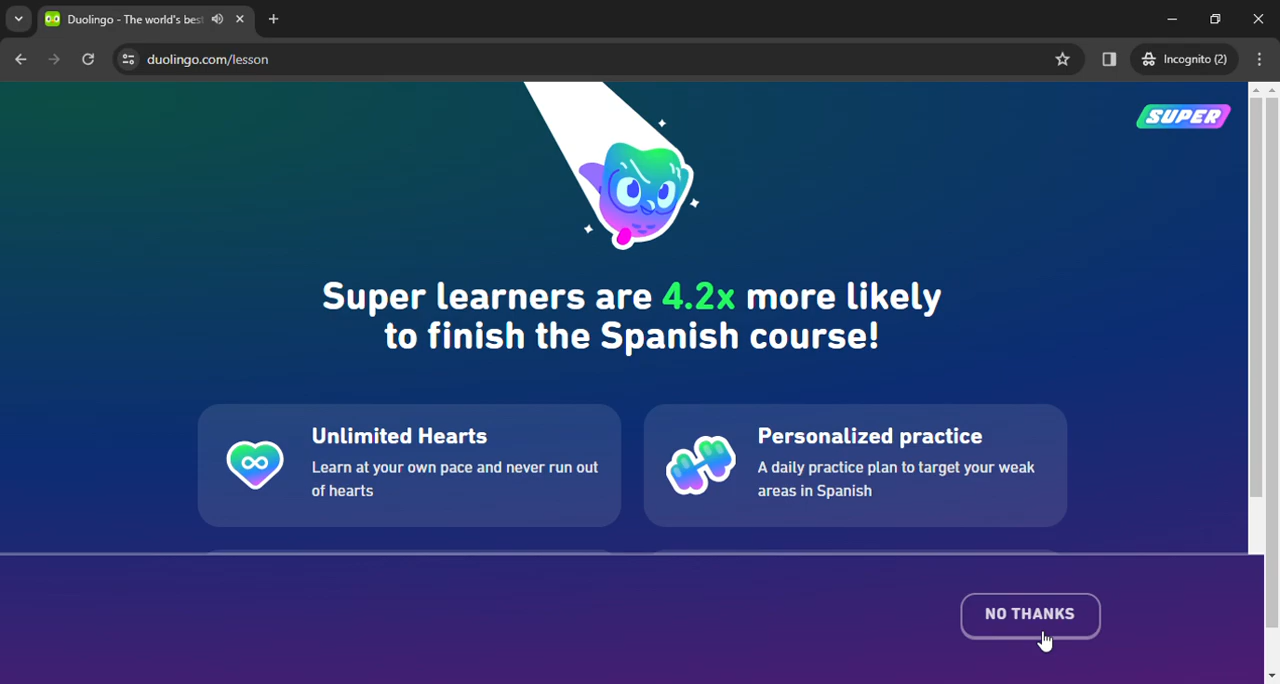 Duolingo - The world's best
duolingo.com/lesson
Incognito (2)
SUPER
Super learners are 4.2x more likely
to finish the Spanish course!
Unlimited Hearts
Learn at your own pace and never run out
of hearts
Personalized practice
A daily practice plan to target your weak
areas in Spanish
NO THANKS